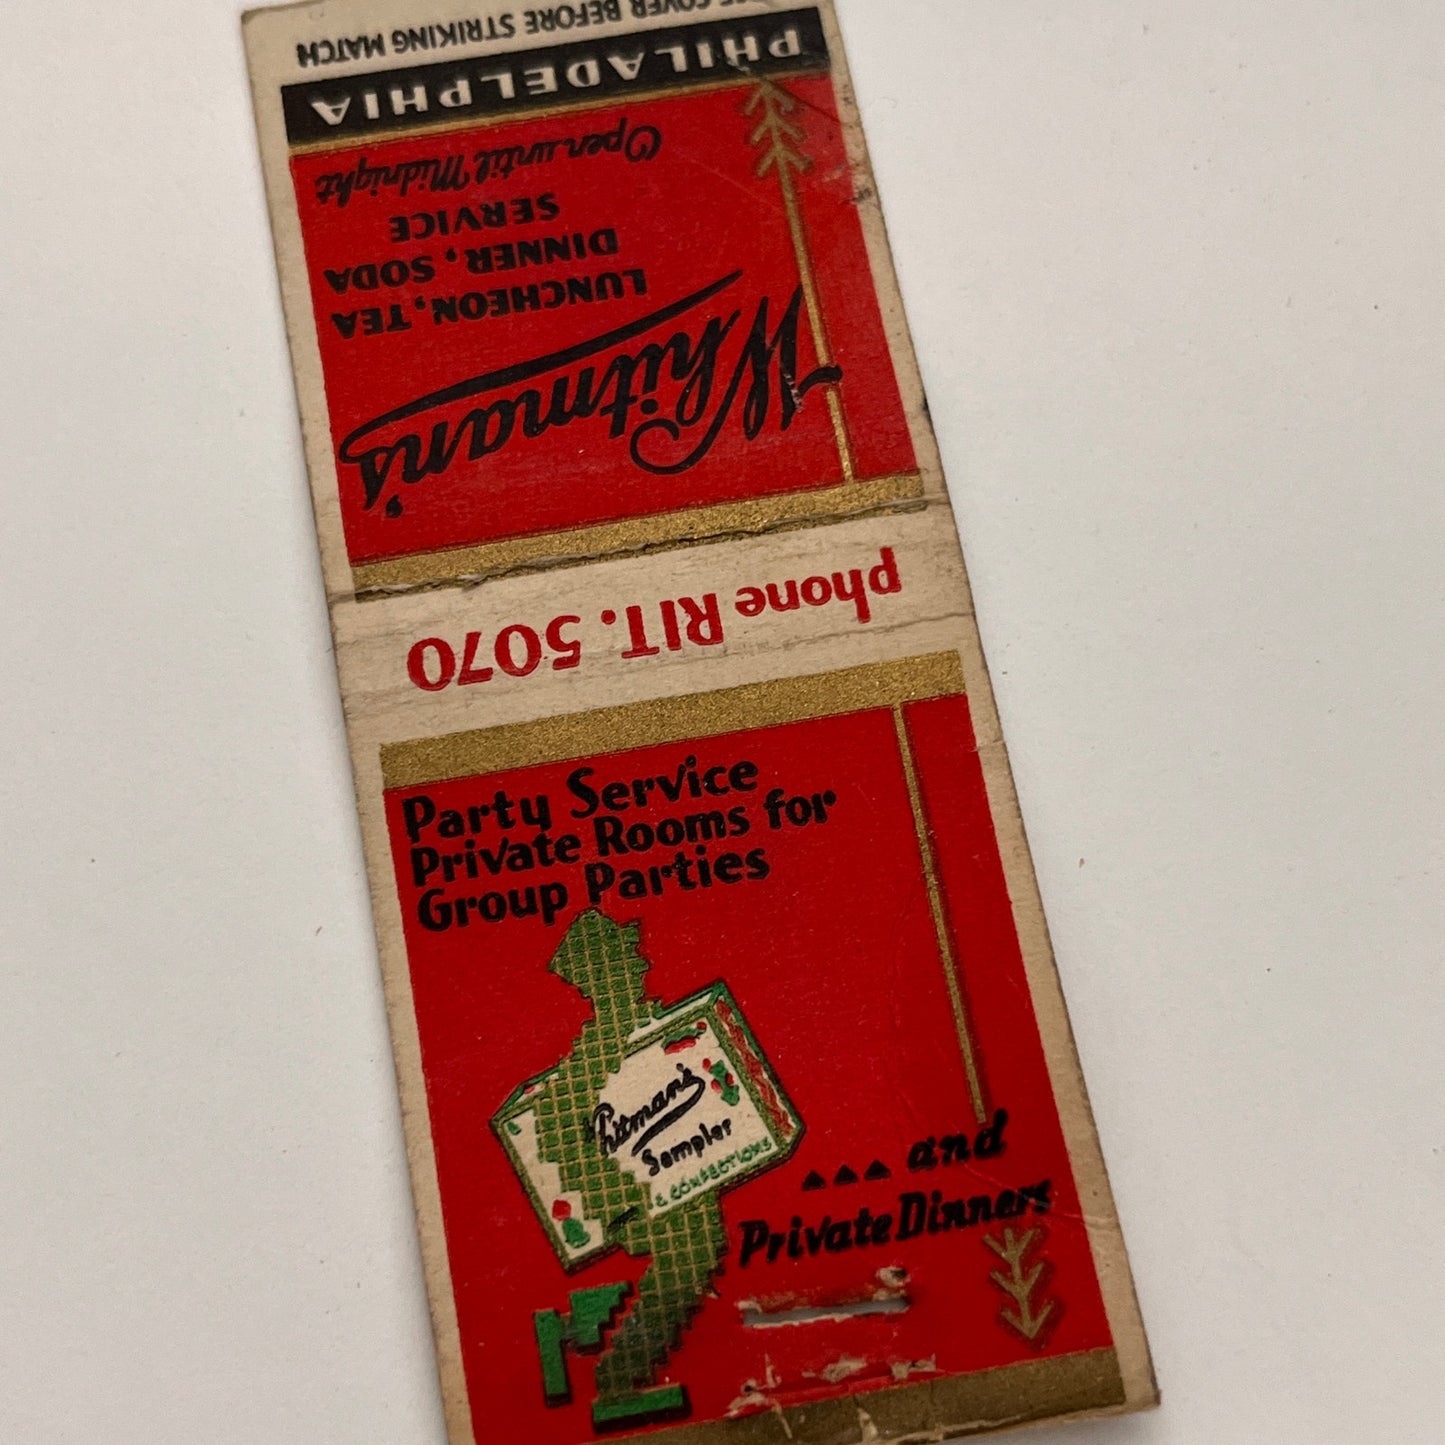 COVER BEFORE STRIKING MATCH
PHILADELPHIA
Open until Midnight
SERVICE
DINNER, SODA
LUNCHEON, TEA
Whitman's
phone RIT. 5070
Party Service
Private Rooms for
Group Parties
Whitman's
Sampler
& CONFECTIONS
... and
Private Dinners